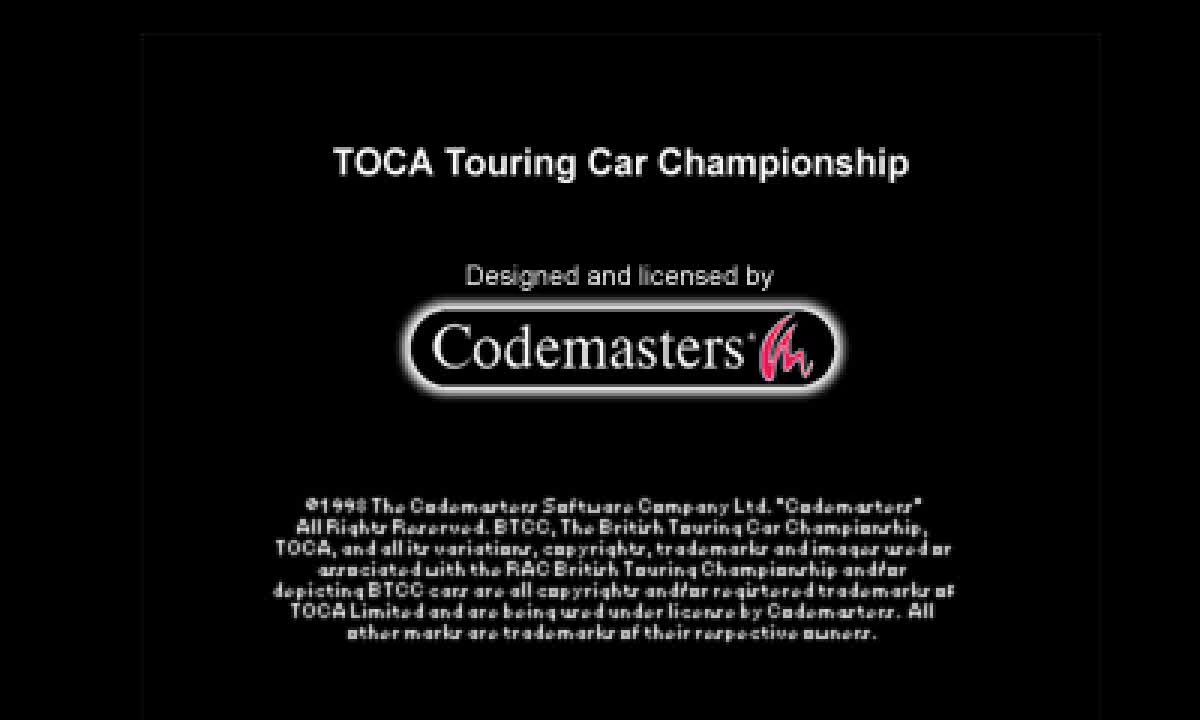 TOCA Touring Car Championship
Designed and licensed by
Codemasters
©1998 The Codemasters Software Company Ltd. "Codemasters"
All Rights Reserved. BTCC, The British Touring Car Championship,
TOCA, and all its variations, copyrights, trademarks and images used or
associated with the RAC British Touring Championship and/or
depicting BTCC cars are all copyrights and/or registered trademarks of
TOCA Limited and are being used under license by Codemasters. All
other marks are trademarks of their respective owners.